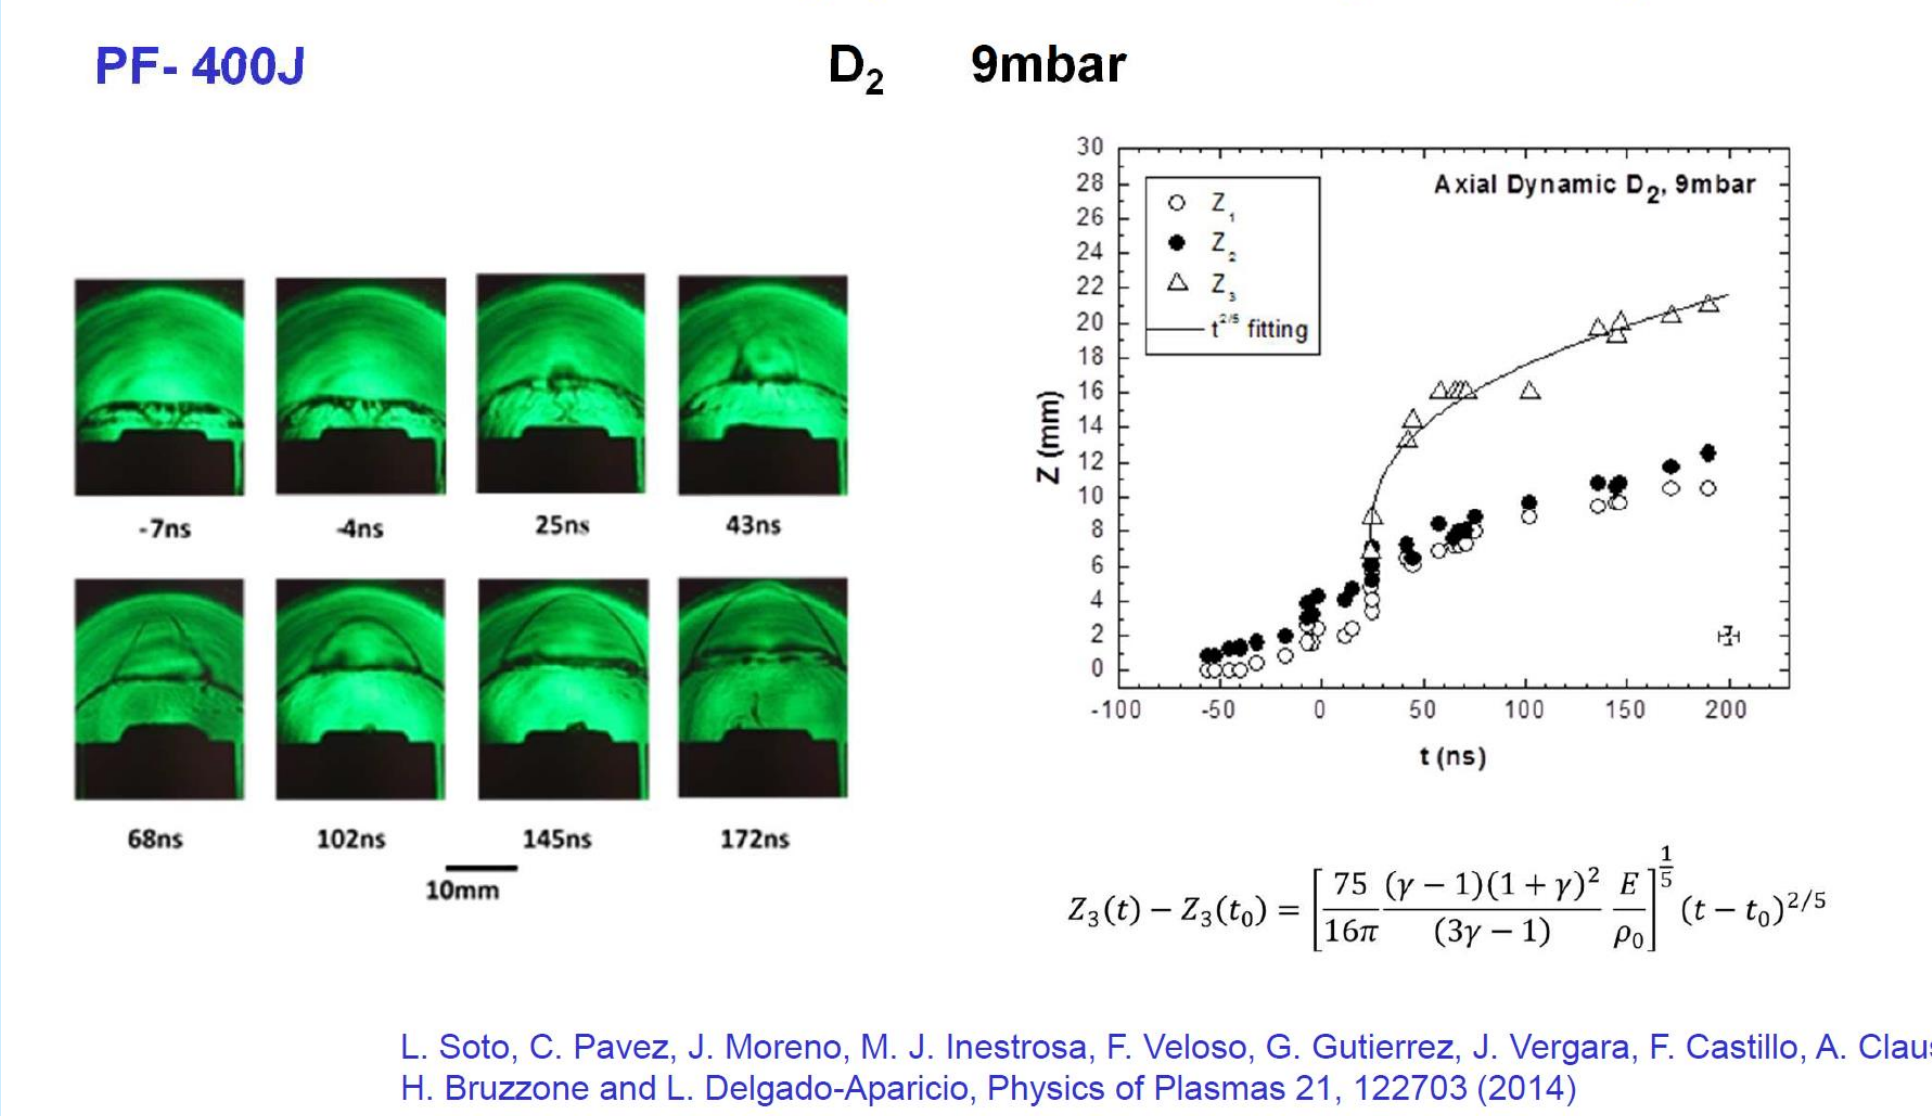 PF- 400J
D₂ 9mbar
-7ns -4ns 25ns 43ns
68ns 102ns 145ns 172ns
10mm
Axial Dynamic D₂, 9mbar
Z₁
Z₂
Z₃
t²ᐟ⁵ fitting
Z (mm)
30
28
26
24
22
20
18
16
14
12
10
8
6
4
2
0
-100 -50 0 50 100 150 200
t (ns)
Z₃(t) − Z₃(t₀) = [75/16π (γ − 1)(1 + γ)²/(3γ − 1) E/ρ₀]^1/5 (t − t₀)^2/5
L. Soto, C. Pavez, J. Moreno, M. J. Inestrosa, F. Veloso, G. Gutierrez, J. Vergara, F. Castillo, A. Claus
H. Bruzzone and L. Delgado-Aparicio, Physics of Plasmas 21, 122703 (2014)